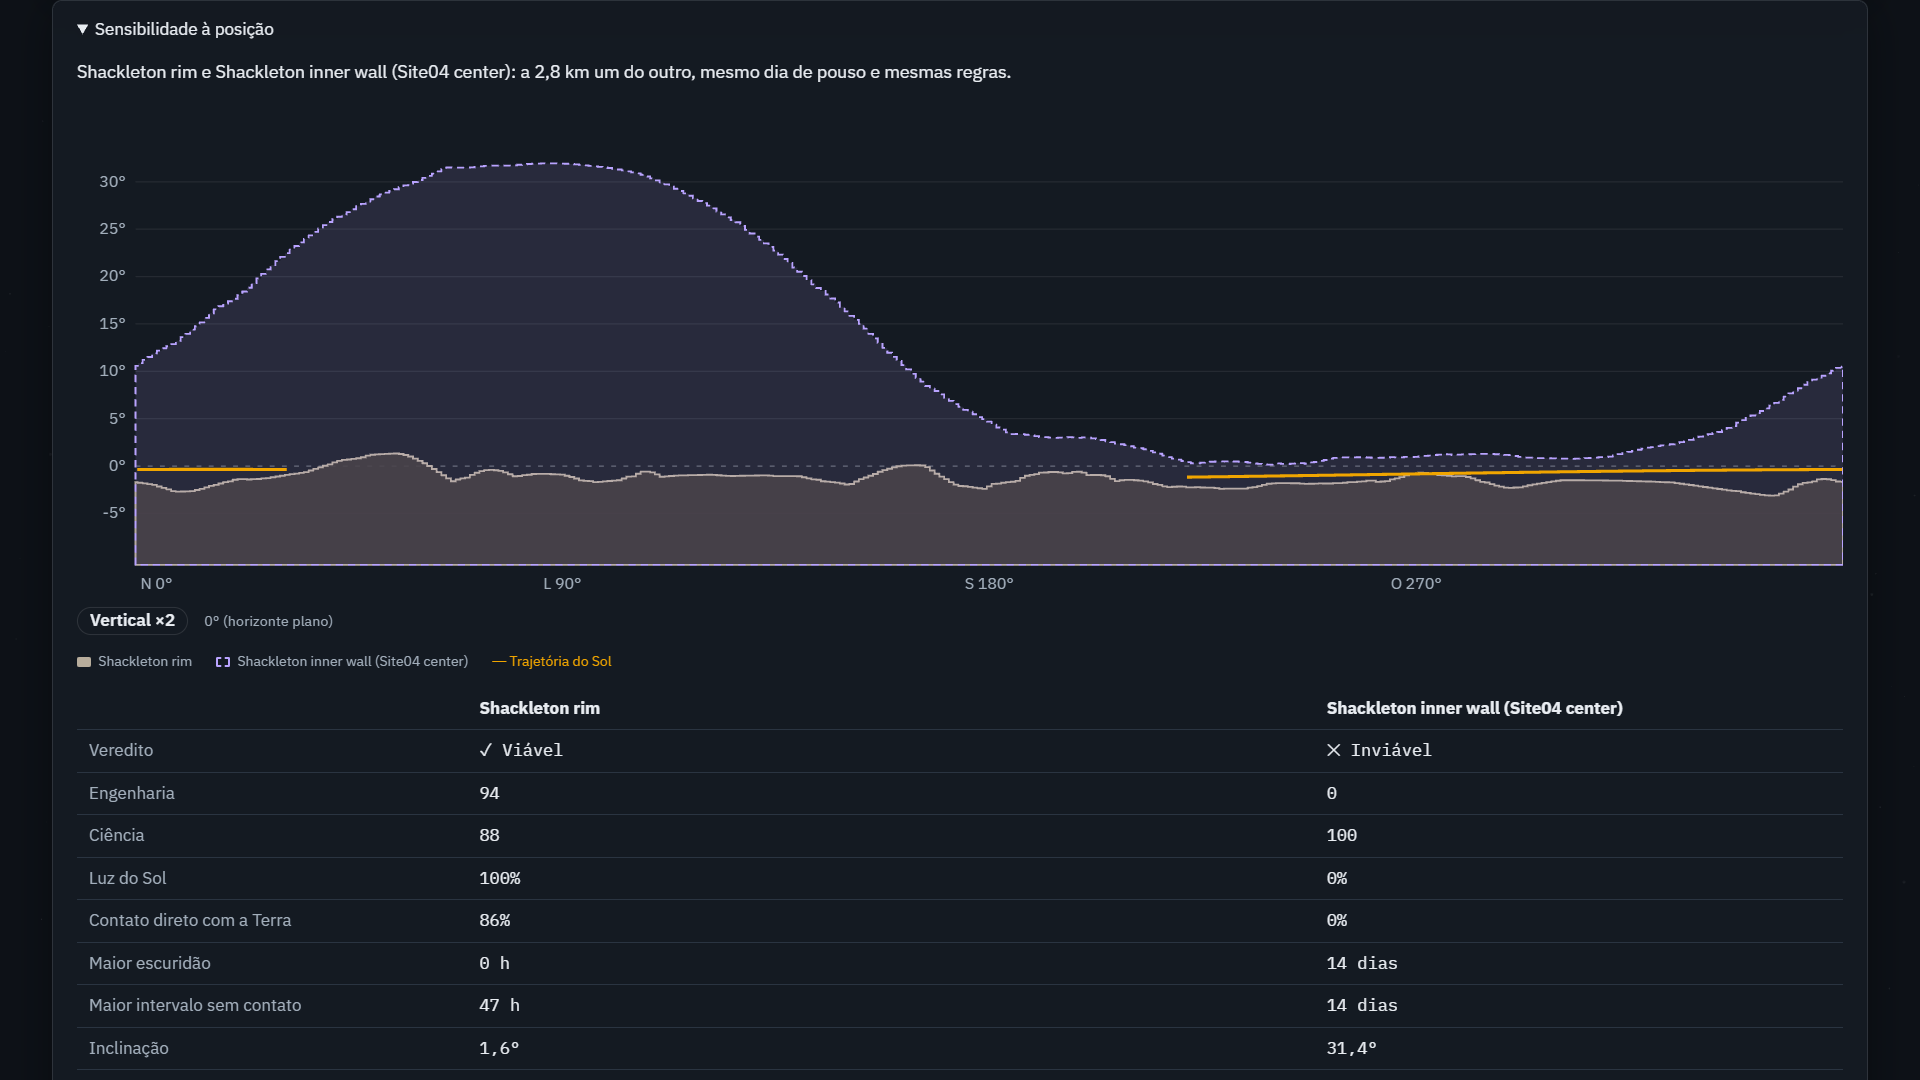 ▼ Sensibilidade à posição
Shackleton rim e Shackleton inner wall (Site04 center): a 2,8 km um do outro, mesmo dia de pouso e mesmas regras.
30°
25°
20°
15°
10°
5°
0°
-5°
N 0° L 90° S 180° O 270°
Vertical ×2 0° (horizonte plano)
Shackleton rim Shackleton inner wall (Site04 center) — Trajetória do Sol
Shackleton rim Shackleton inner wall (Site04 center)
Veredito ✓ Viável ✕ Inviável
Engenharia 94 0
Ciência 88 100
Luz do Sol 100% 0%
Contato direto com a Terra 86% 0%
Maior escuridão 0 h 14 dias
Maior intervalo sem contato 47 h 14 dias
Inclinação 1,6° 31,4°